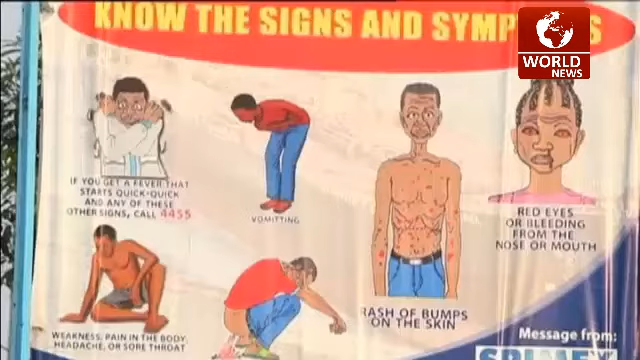 KNOW THE SIGNS AND SYMP S
WORLD
NEWS
IF YOU GET A FEVER THAT
STARTS QUICK-QUICK
AND ANY OF THESE
OTHER SIGNS, CALL 4455
VOMITTING
RED EYES
OR BLEEDING
FROM THE
NOSE OR MOUTH
RASH OF BUMPS
ON THE SKIN
WEAKNESS, PAIN IN THE BODY,
HEADACHE, OR SORE THROAT
Message from: